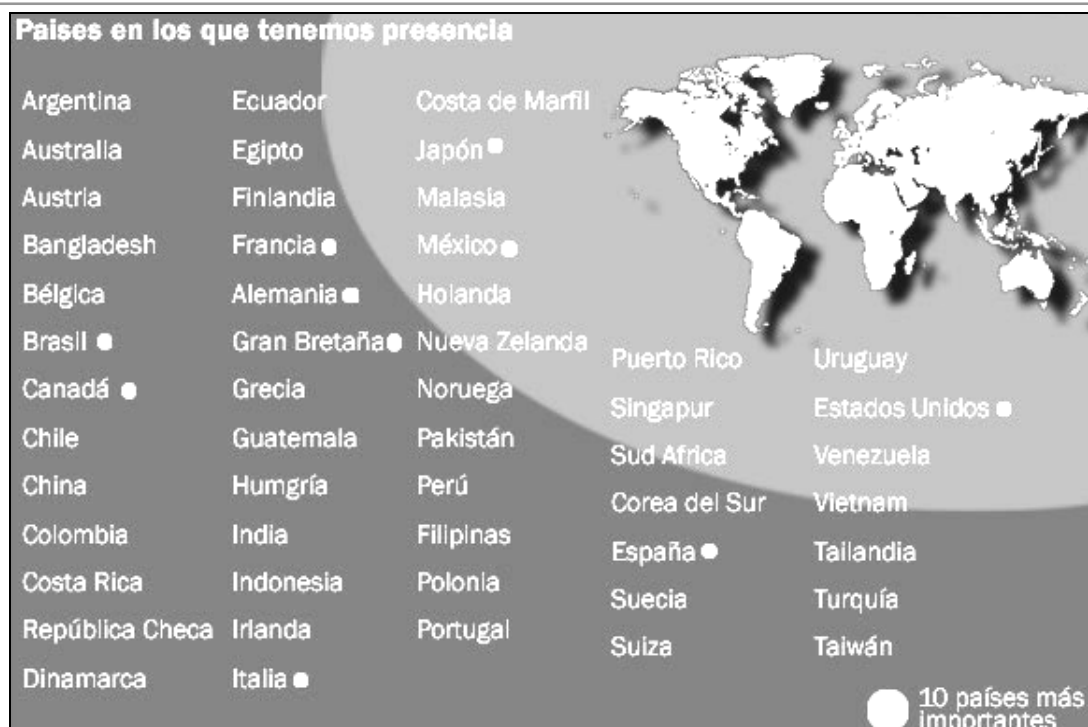 Paises en los que tenemos presencia
Argentina
Australia
Austria
Bangladesh
Bélgica
Brasil
Canadá
Chile
China
Colombia
Costa Rica
República Checa
Dinamarca
Ecuador
Egipto
Finlandia
Francia
Alemania
Gran Bretaña
Grecia
Guatemala
Humgría
India
Indonesia
Irlanda
Italia
Costa de Marfil
Japón
Malasia
México
Holanda
Nueva Zelanda
Noruega
Pakistán
Perú
Filipinas
Polonia
Portugal
Puerto Rico
Singapur
Sud Africa
Corea del Sur
España
Suecia
Suiza
Uruguay
Estados Unidos
Venezuela
Vietnam
Tailandia
Turquía
Taiwán
10 países más
importantes